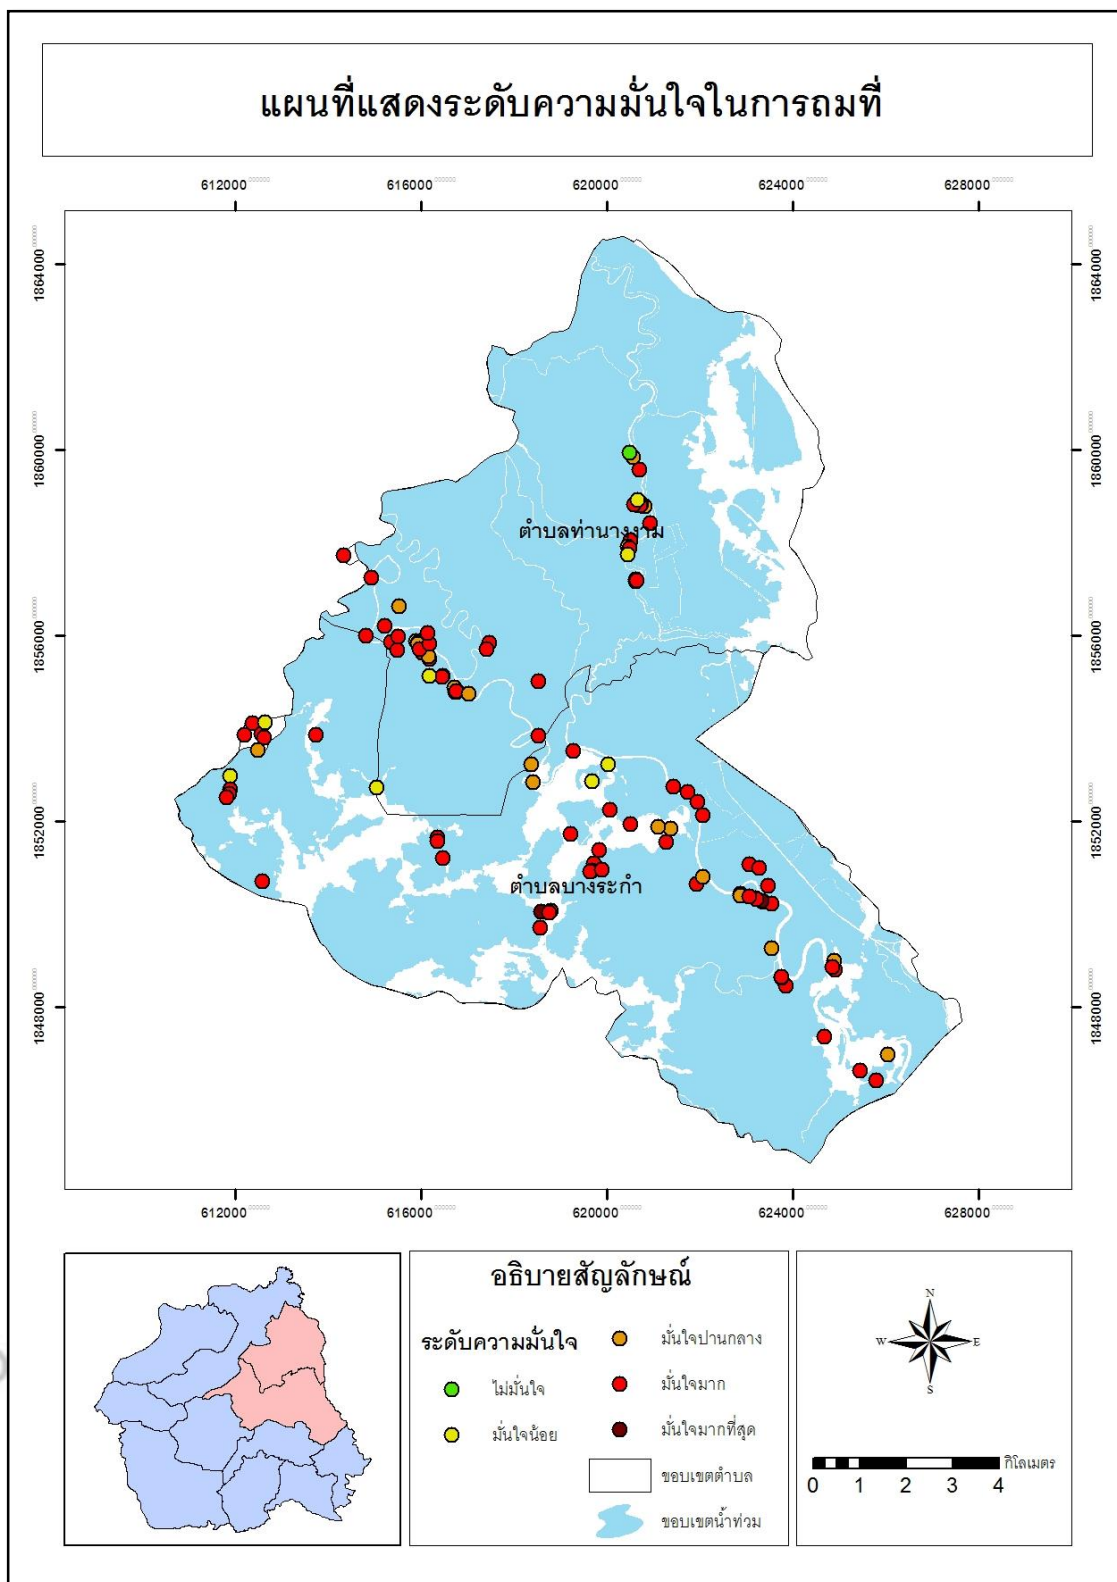 แผนที่แสดงระดับความมั่นใจในการถมที่
612000 616000 620000 624000 628000
1864000 1864000
1860000 1860000
ตำบลท่านางงาม
1856000 1856000
1852000 1852000
ตำบลบางระกำ
1848000 1848000
612000 616000 620000 624000 628000
อธิบายสัญลักษณ์
ระดับความมั่นใจ
ไม่มั่นใจ
มั่นใจน้อย
มั่นใจปานกลาง
มั่นใจมาก
มั่นใจมากที่สุด
ขอบเขตตำบล
ขอบเขตน้ำท่วม
N
W E
S
กิโลเมตร
0 1 2 3 4